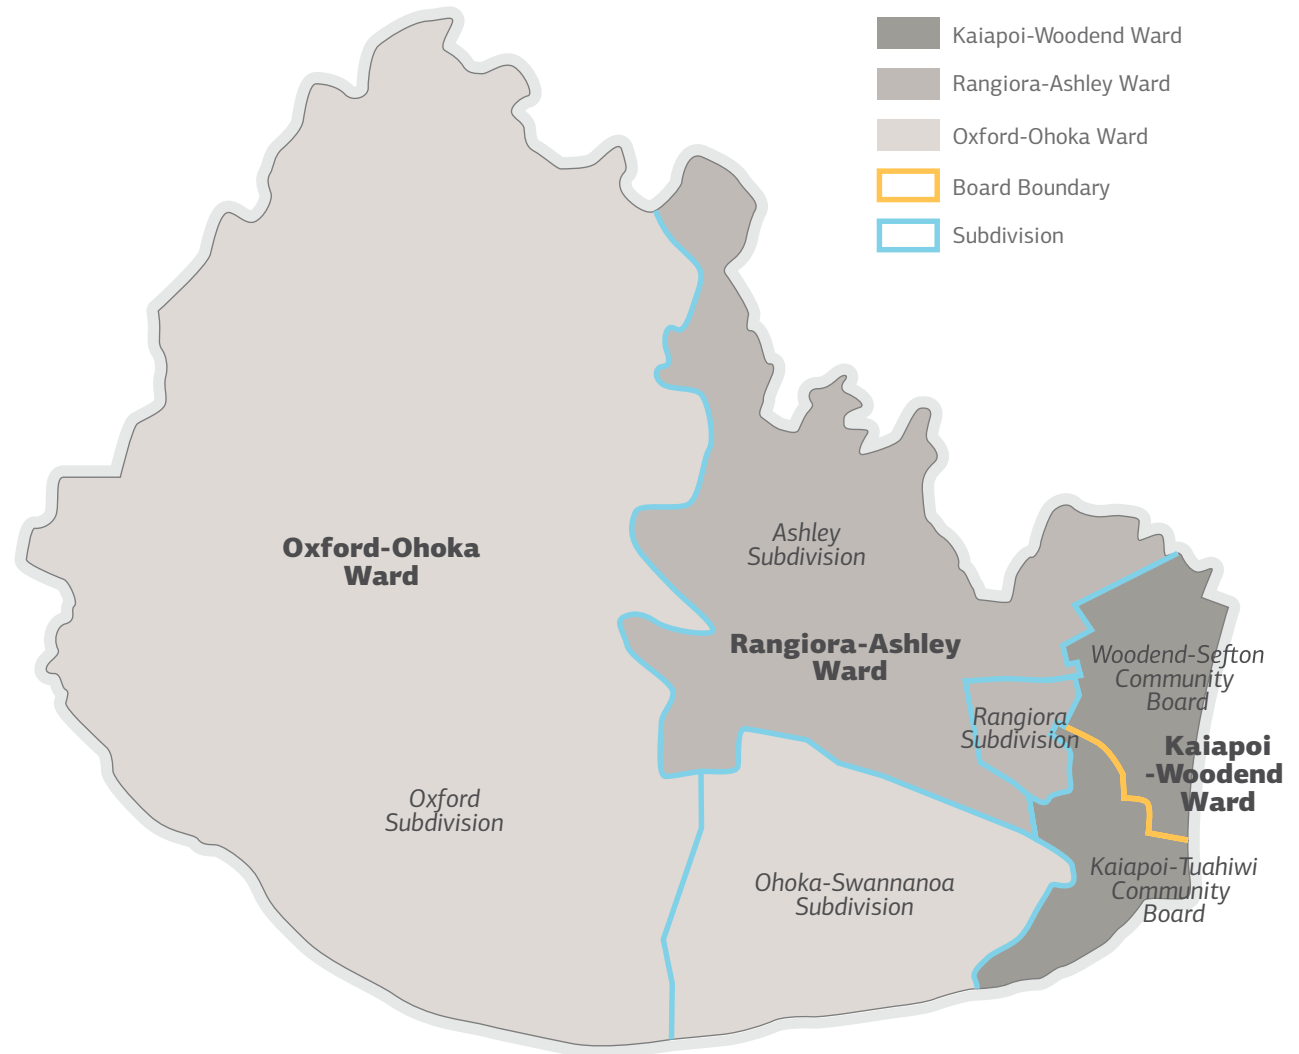 Kaiapoi-Woodend Ward
Rangiora-Ashley Ward
Oxford-Ohoka Ward
Board Boundary
Subdivision
Oxford-Ohoka
Ward
Ashley
Subdivision
Rangiora-Ashley
Ward
Woodend-Sefton
Community
Board
Rangiora
Subdivision
Kaiapoi
-Woodend
Ward
Oxford
Subdivision
Ohoka-Swannanoa
Subdivision
Kaiapoi-Tuahiwi
Community
Board